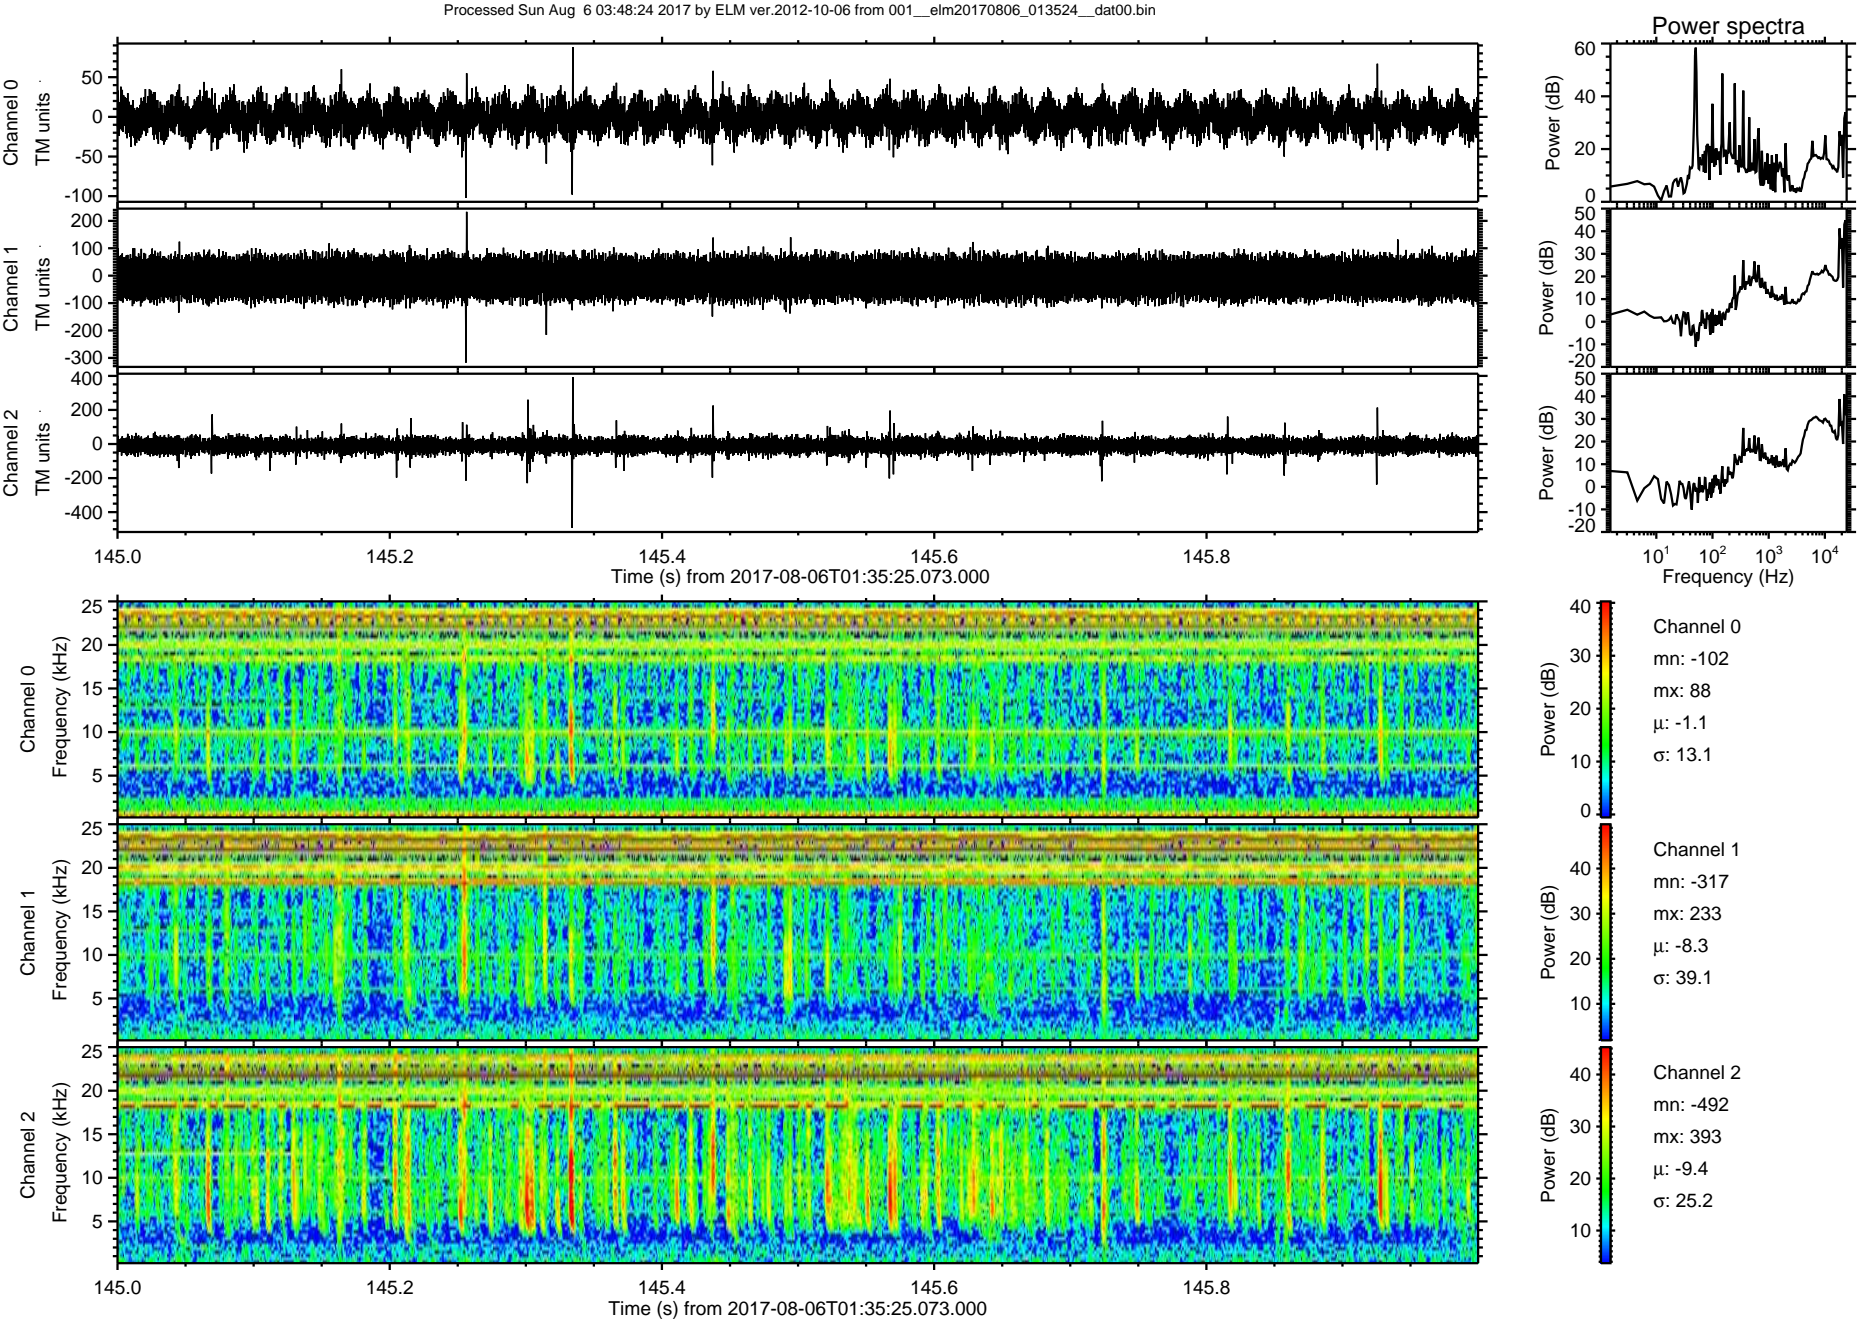 Processed Sun Aug  6 03:48:24 2017 by ELM ver.2012-10-06 from 001__elm20170806_013524__dat00.bin
Power spectra
Channel 0
TM units
50
0
-50
-100
Power (dB)
60
40
20
0
Channel 1
TM units
200
100
0
-100
-200
-300
Power (dB)
50
40
30
20
10
0
-10
-20
Channel 2
TM units
400
200
0
-200
-400
Power (dB)
50
40
30
20
10
0
-10
-20
145.0 145.2 145.4 145.6 145.8
Time (s) from 2017-08-06T01:35:25.073.000
10¹ 10² 10³ 10⁴
Frequency (Hz)
Channel 0
Frequency (kHz)
25
20
15
10
5
Power (dB)
40
30
20
10
0
Channel 0
mn: -102
mx: 88
μ: -1.1
σ: 13.1
Channel 1
Frequency (kHz)
25
20
15
10
5
Power (dB)
40
30
20
10
Channel 1
mn: -317
mx: 233
μ: -8.3
σ: 39.1
Channel 2
Frequency (kHz)
25
20
15
10
5
Power (dB)
40
30
20
10
Channel 2
mn: -492
mx: 393
μ: -9.4
σ: 25.2
145.0 145.2 145.4 145.6 145.8
Time (s) from 2017-08-06T01:35:25.073.000